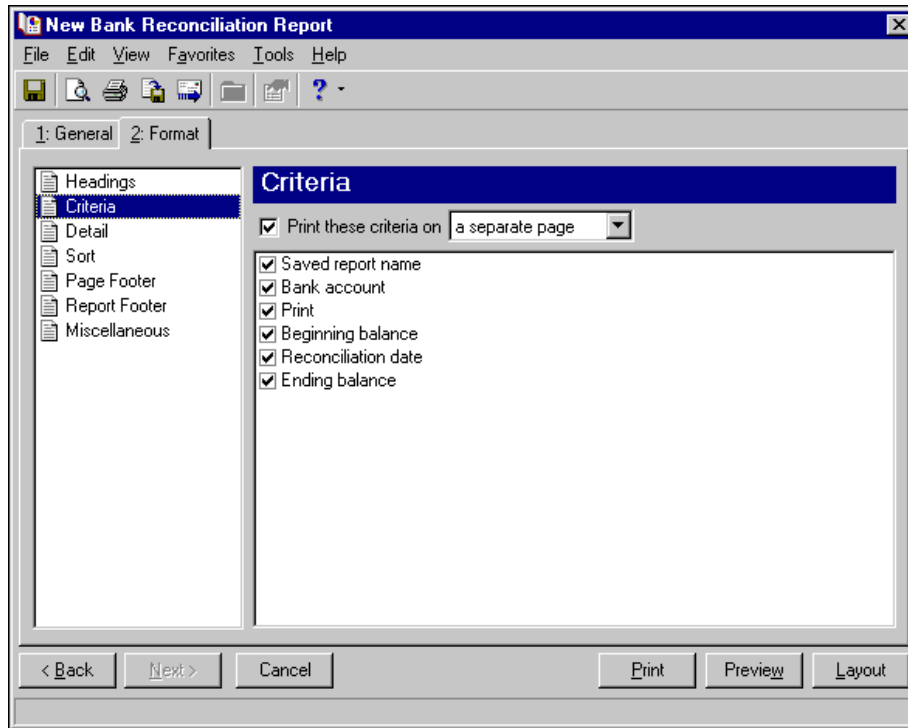 New Bank Reconciliation Report
File Edit View Favorites Tools Help
1: General 2: Format
Headings
Criteria
Detail
Sort
Page Footer
Report Footer
Miscellaneous
Criteria
Print these criteria on a separate page
Saved report name
Bank account
Print
Beginning balance
Reconciliation date
Ending balance
< Back Next > Cancel Print Preview Layout